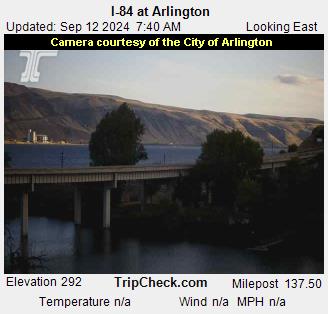 I-84 at Arlington
Updated: Sep 12 2024 7:40 AM Looking East
Camera courtesy of the City of Arlington
Elevation 292 TripCheck.com Milepost 137.50
Temperature n/a Wind n/a MPH n/a